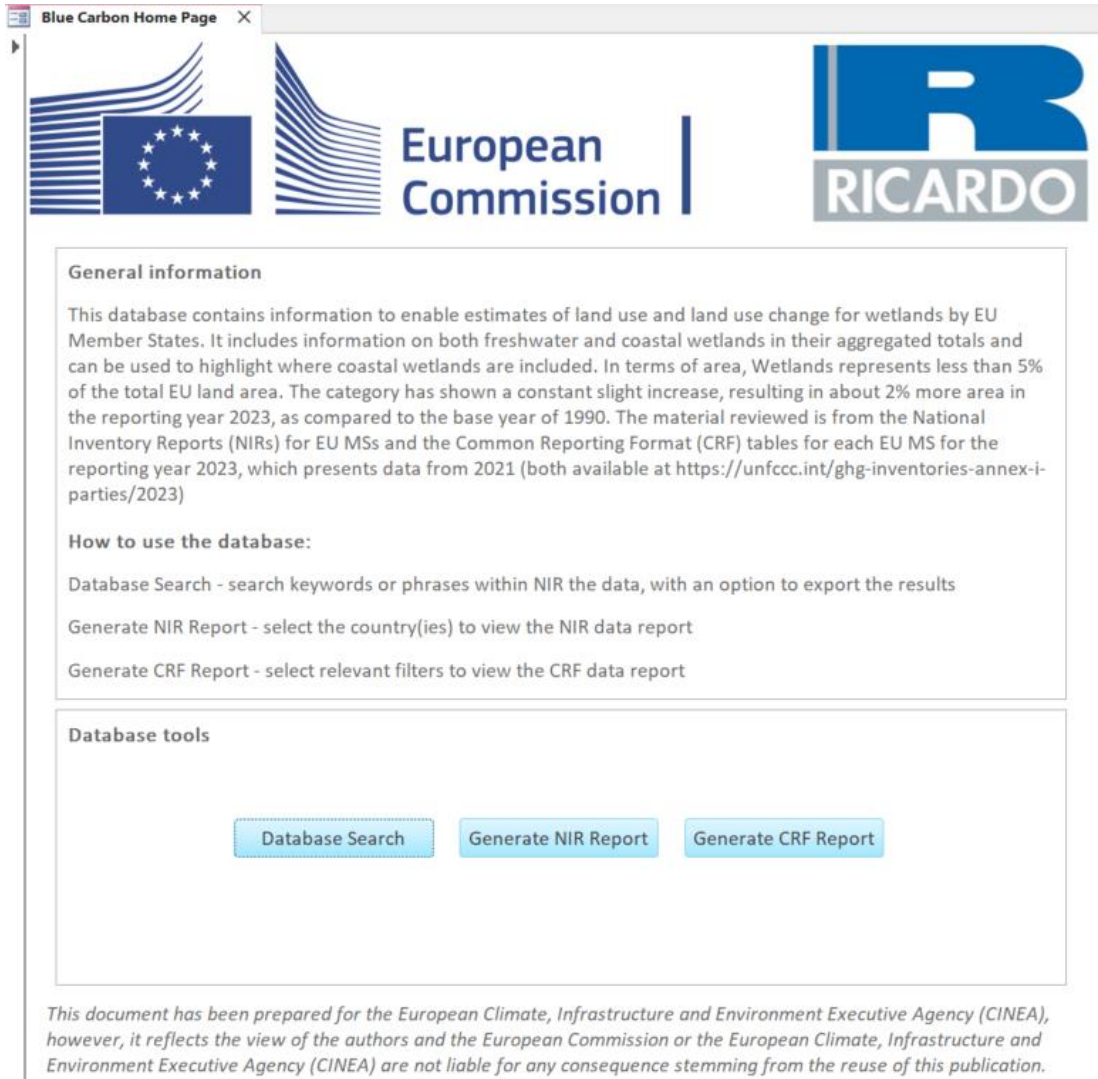 Blue Carbon Home Page
European
Commission
RICARDO
General information
This database contains information to enable estimates of land use and land use change for wetlands by EU
Member States. It includes information on both freshwater and coastal wetlands in their aggregated totals and
can be used to highlight where coastal wetlands are included. In terms of area, Wetlands represents less than 5%
of the total EU land area. The category has shown a constant slight increase, resulting in about 2% more area in
the reporting year 2023, as compared to the base year of 1990. The material reviewed is from the National
Inventory Reports (NIRs) for EU MSs and the Common Reporting Format (CRF) tables for each EU MS for the
reporting year 2023, which presents data from 2021 (both available at https://unfccc.int/ghg-inventories-annex-i-
parties/2023)
How to use the database:
Database Search - search keywords or phrases within NIR the data, with an option to export the results
Generate NIR Report - select the country(ies) to view the NIR data report
Generate CRF Report - select relevant filters to view the CRF data report
Database tools
Database Search
Generate NIR Report
Generate CRF Report
This document has been prepared for the European Climate, Infrastructure and Environment Executive Agency (CINEA),
however, it reflects the view of the authors and the European Commission or the European Climate, Infrastructure and
Environment Executive Agency (CINEA) are not liable for any consequence stemming from the reuse of this publication.